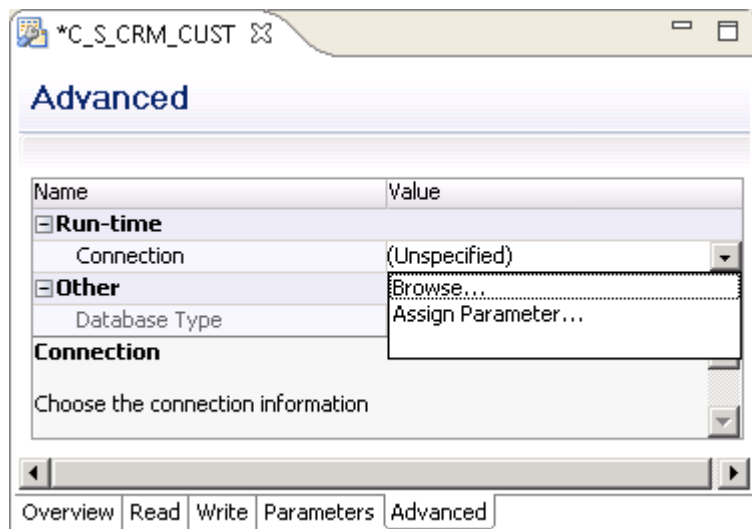 *C_S_CRM_CUST
Advanced
Name Value
Run-time
Connection (Unspecified)
Browse...
Other
Assign Parameter...
Database Type
Connection
Choose the connection information
Overview Read Write Parameters Advanced